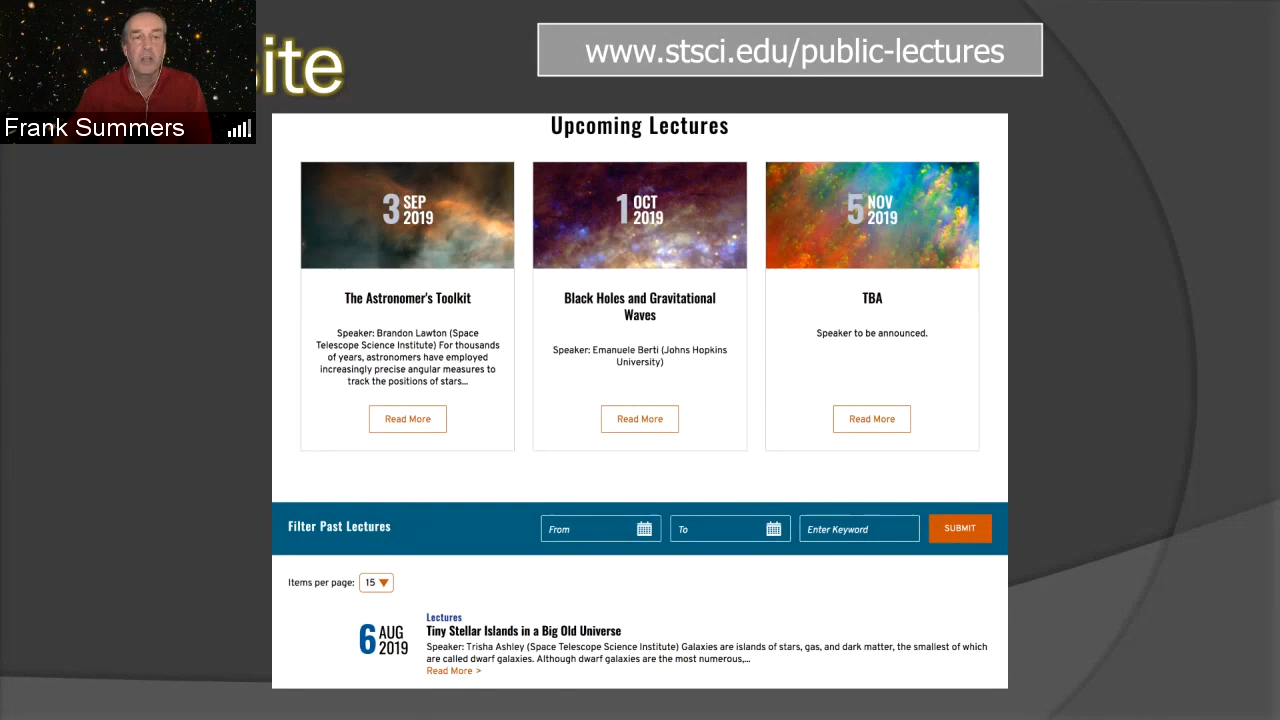 site
www.stsci.edu/public-lectures
Frank Summers
Upcoming Lectures
3 SEP
2019
The Astronomer's Toolkit
Speaker: Brandon Lawton (Space
Telescope Science Institute) For thousands
of years, astronomers have employed
increasingly precise angular measures to
track the positions of stars...
Read More
1 OCT
2019
Black Holes and Gravitational
Waves
Speaker: Emanuele Berti (Johns Hopkins
University)
Read More
5 NOV
2019
TBA
Speaker to be announced.
Read More
Filter Past Lectures
From
To
Enter Keyword
SUBMIT
Items per page: 15
6 AUG
2019
Lectures
Tiny Stellar Islands in a Big Old Universe
Speaker: Trisha Ashley (Space Telescope Science Institute) Galaxies are islands of stars, gas, and dark matter, the smallest of which
are called dwarf galaxies. Although dwarf galaxies are the most numerous,...
Read More >